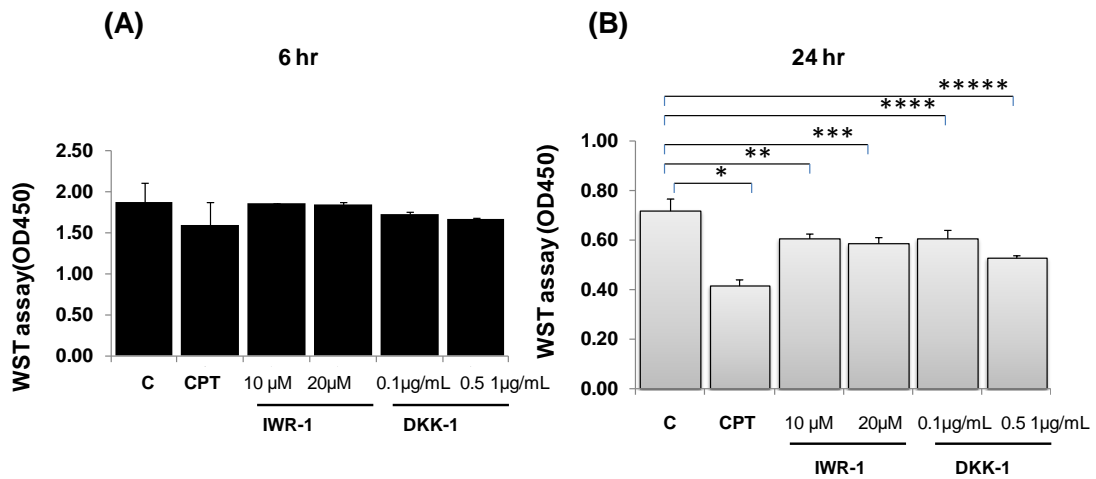 (A)
6 hr
WST assay(OD450)
2.50
2.00
1.50
1.00
0.50
0.00
C CPT 10 µM 20µM 0.1µg/mL 0.5 1µg/mL
IWR-1 DKK-1
(B)
24 hr
*****
****
***
**
*
WST assay (OD450)
1.00
0.80
0.60
0.40
0.20
0.00
C CPT 10 µM 20µM 0.1µg/mL 0.5 1µg/mL
IWR-1 DKK-1